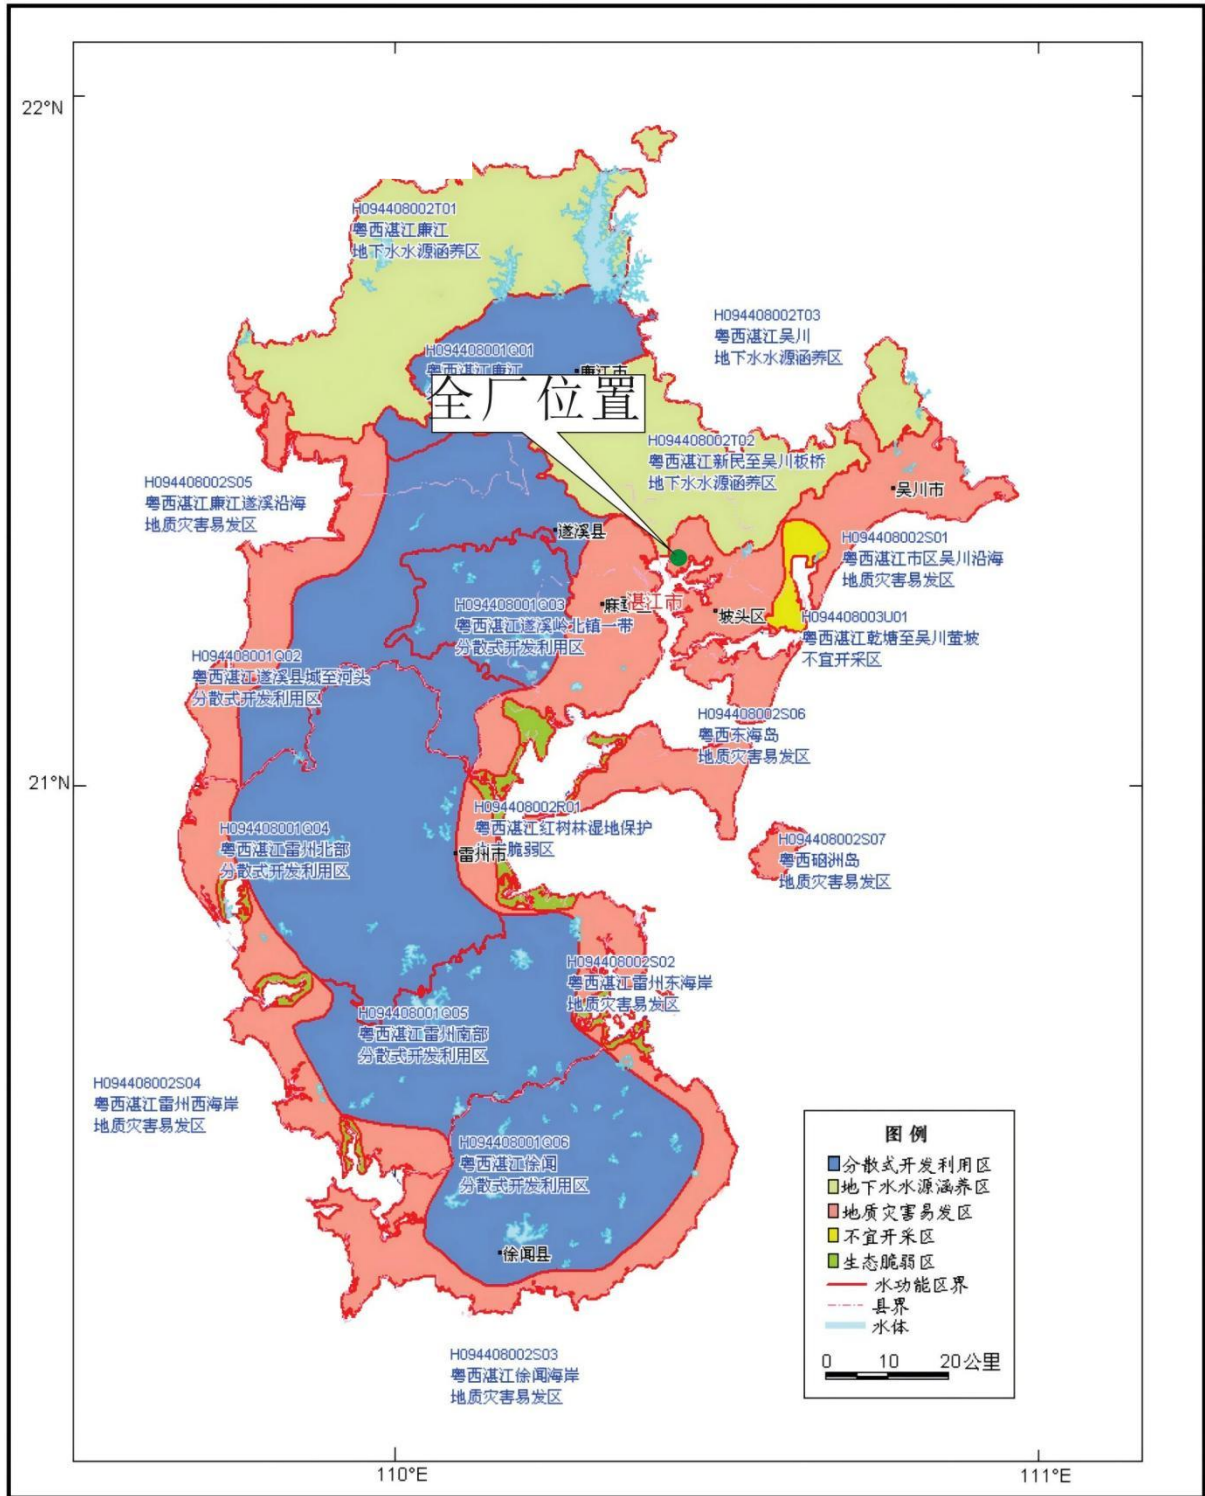 22°N
H094408002T01
粤西湛江廉江
地下水水源涵养区
H094408002T03
粤西湛江吴川
地下水水源涵养区
H094408001Q01
粤西湛江廉江
廉江市
全厂位置
H094408002T02
粤西湛江新民至吴川板桥
地下水水源涵养区
H094408002S05
粤西湛江廉江遂溪沿海
地质灾害易发区
吴川市
遂溪县
H094408002S01
粤西湛江市区吴川沿海
地质灾害易发区
H094408001Q03
粤西湛江遂溪岭北镇一带
分散式开发利用区
湛江市
坡头区
H094408003U01
粤西湛江乾塘至吴川萱坡
不宜开采区
H094408001Q02
粤西湛江遂溪县城至河头
分散式开发利用区
H094408002S06
粤西东海岛
地质灾害易发区
21°N
H094408002R01
粤西湛江红树林湿地保护
脆弱区
H094408001Q04
粤西湛江雷州北部
分散式开发利用区
雷州市
H094408002S07
粤西硇洲岛
地质灾害易发区
H094408002S02
粤西湛江雷州东海岸
地质灾害易发区
H094408001Q05
粤西湛江雷州南部
分散式开发利用区
H094408002S04
粤西湛江雷州西海岸
地质灾害易发区
H094408001Q06
粤西湛江徐闻
分散式开发利用区
徐闻县
H094408002S03
粤西湛江徐闻海岸
地质灾害易发区
图例
分散式开发利用区
地下水水源涵养区
地质灾害易发区
不宜开采区
生态脆弱区
水功能区界
县界
水体
0 10 20公里
110°E
111°E